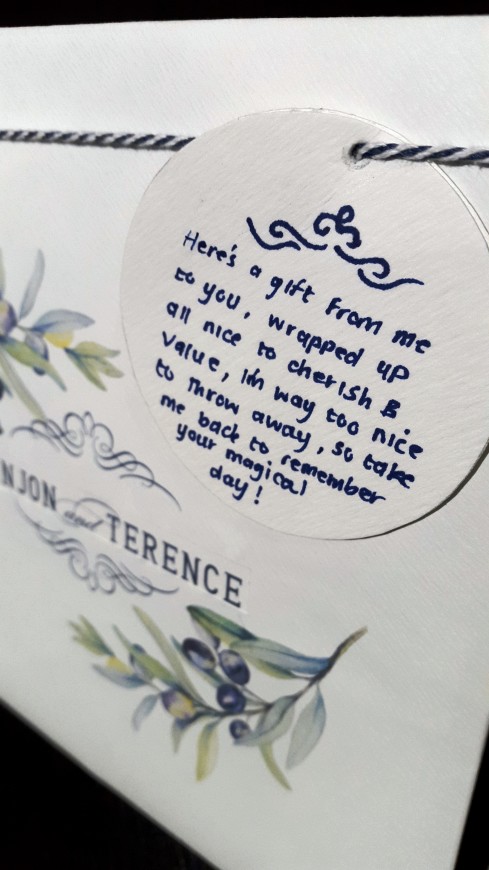 Here's a gift from me
to you, wrapped up
all nice to cherish &
value, I'm way too nice
to throw away, so take
me back to remember
your magical
day!
NJON and TERENCE